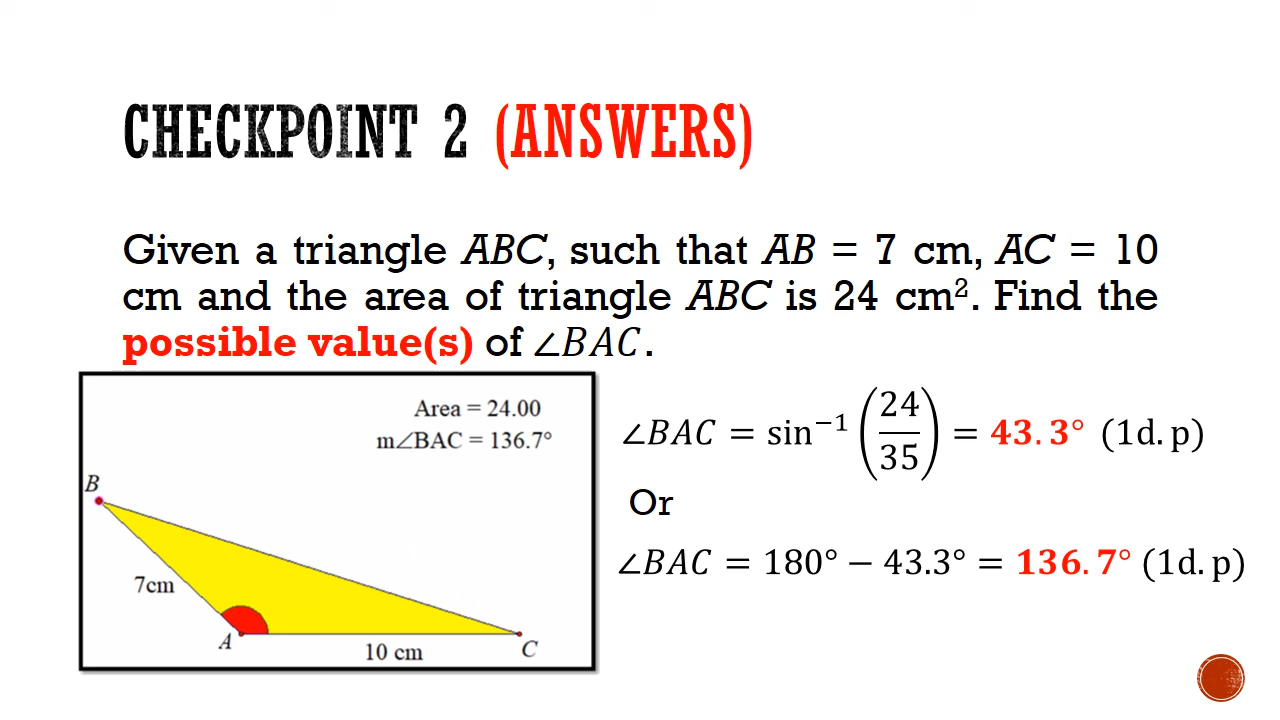 CHECKPOINT 2 (ANSWERS)
Given a triangle ABC, such that AB = 7 cm, AC = 10
cm and the area of triangle ABC is 24 cm². Find the
possible value(s) of ∠BAC.
Area = 24.00
m∠BAC = 136.7°
B
7cm
A
10 cm
C
∠BAC = sin⁻¹ (24/35) = 43.3° (1d.p)
Or
∠BAC = 180° − 43.3° = 136.7° (1d.p)